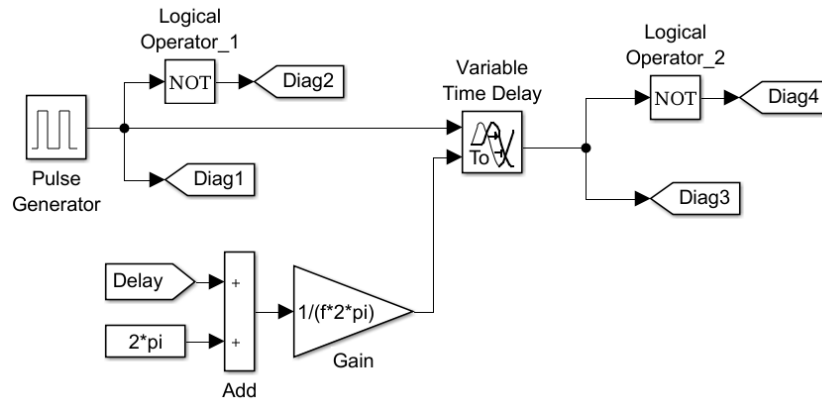 Logical
Operator_1
NOT
Diag2
Pulse
Generator
Diag1
Variable
Time Delay
To
Logical
Operator_2
NOT
Diag4
Diag3
Delay
2*pi
+
+
Add
1/(f*2*pi)
Gain